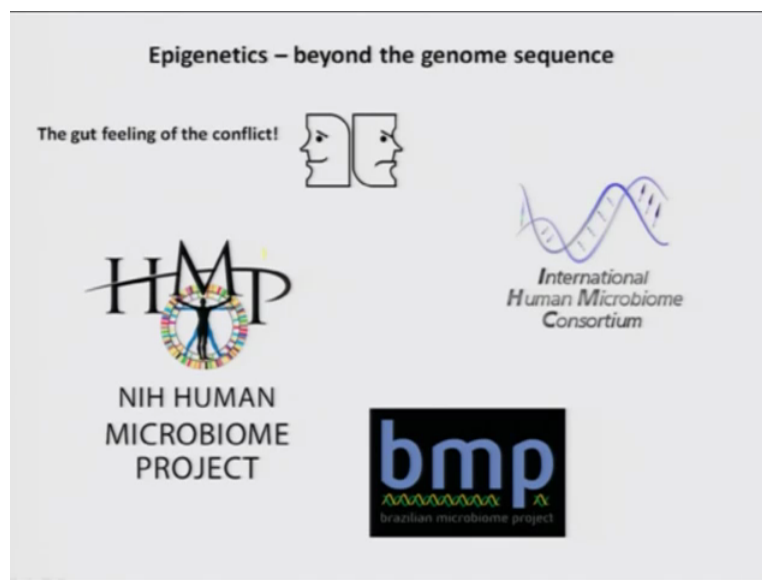 Epigenetics – beyond the genome sequence
The gut feeling of the conflict!
International
Human Microbiome
Consortium
HMP
NIH HUMAN
MICROBIOME
PROJECT
bmp
brazilian microbiome project